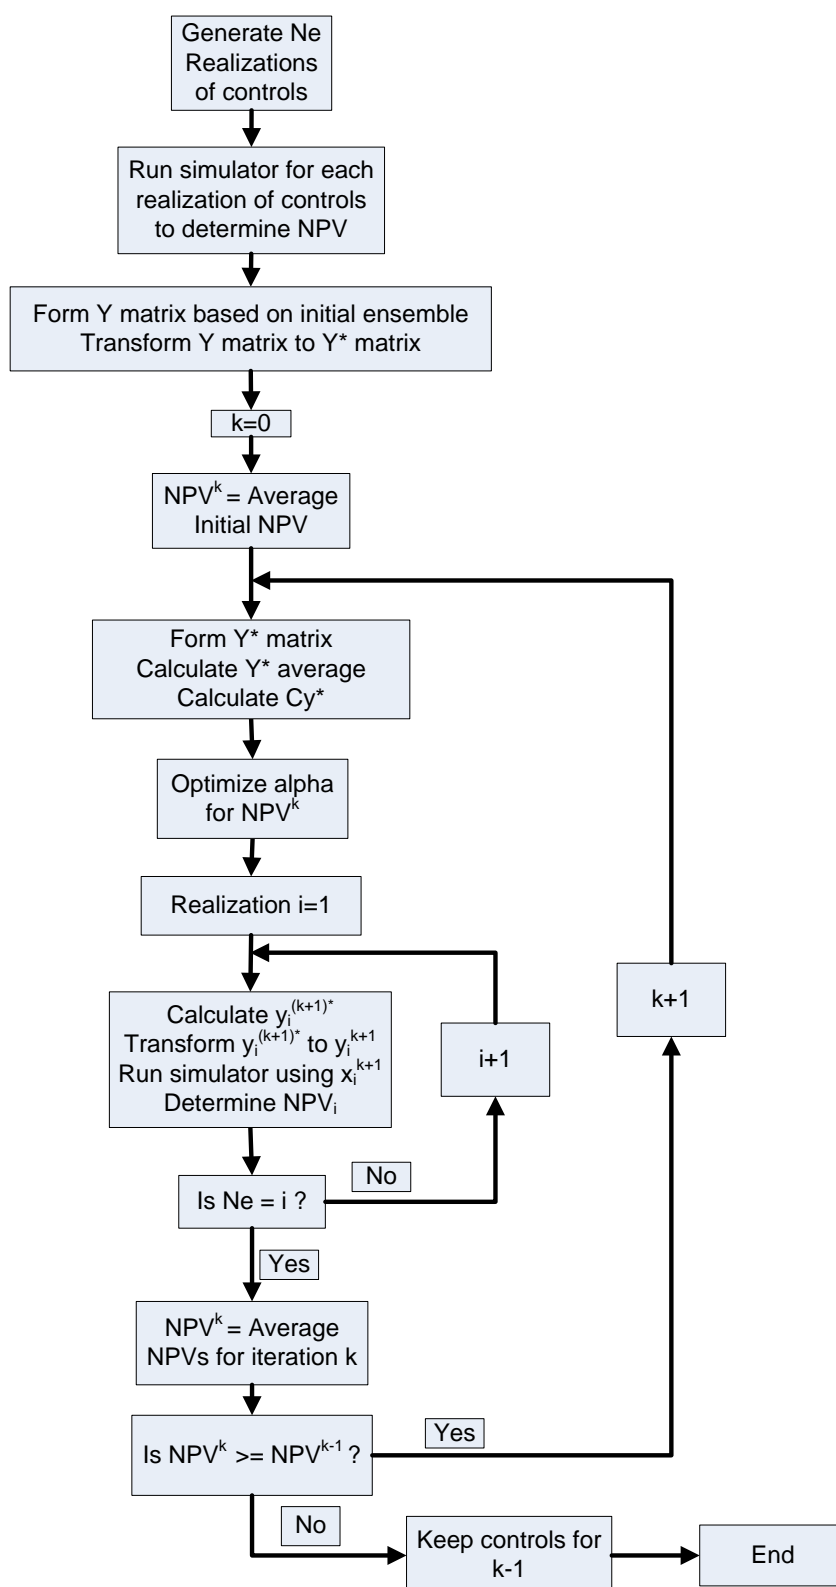 Generate Ne
Realizations
of controls
Run simulator for each
realization of controls
to determine NPV
Form Y matrix based on initial ensemble
Transform Y matrix to Y* matrix
k=0
NPV^k = Average
Initial NPV
Form Y* matrix
Calculate Y* average
Calculate Cy*
Optimize alpha
for NPV^k
Realization i=1
Calculate y_i^(k+1)*
Transform y_i^(k+1)* to y_i^k+1
Run simulator using x_i^k+1
Determine NPV_i
i+1
k+1
Is Ne = i ?
No
Yes
NPV^k = Average
NPVs for iteration k
Is NPV^k >= NPV^k-1 ?
Yes
No
Keep controls for
k-1
End